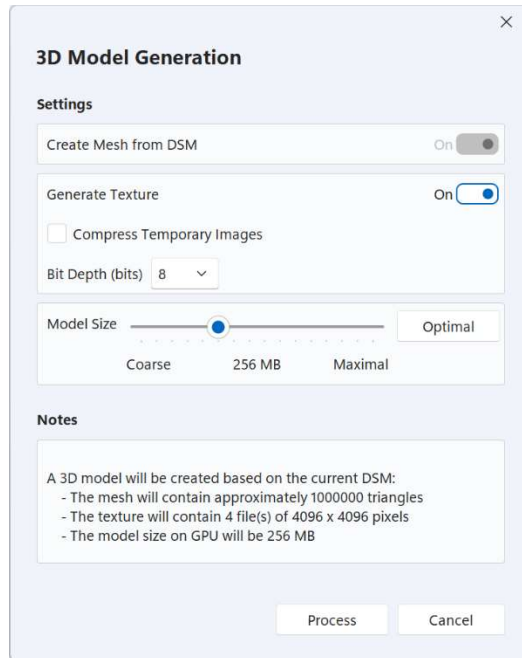 3D Model Generation
Settings
Create Mesh from DSM On
Generate Texture On
Compress Temporary Images
Bit Depth (bits) 8
Model Size Optimal
Coarse 256 MB Maximal
Notes
A 3D model will be created based on the current DSM:
- The mesh will contain approximately 1000000 triangles
- The texture will contain 4 file(s) of 4096 x 4096 pixels
- The model size on GPU will be 256 MB
Process Cancel